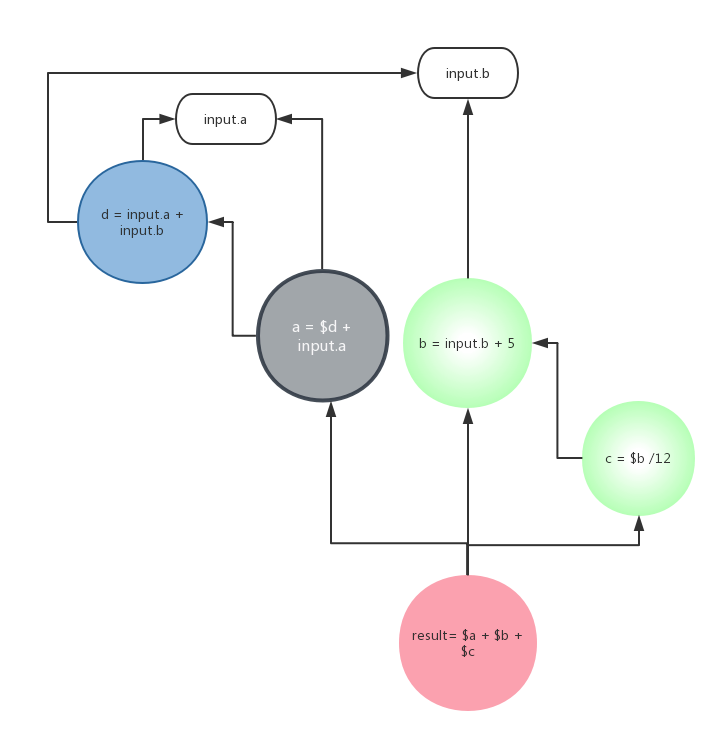 input.b
input.a
d = input.a +
input.b
a = $d +
input.a
b = input.b + 5
c = $b /12
result= $a + $b +
$c